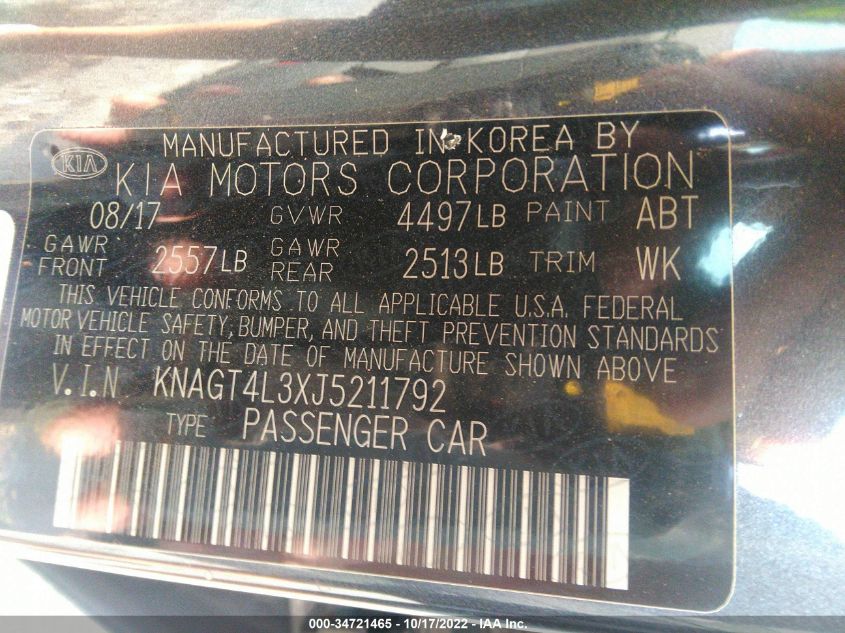 MANUFACTURED IN KOREA BY
KIA
KIA MOTORS CORPORATION
08/17 GVWR 4497LB PAINT ABT
GAWR FRONT 2557LB GAWR REAR 2513LB TRIM WK
THIS VEHICLE CONFORMS TO ALL APPLICABLE U.S.A. FEDERAL
MOTOR VEHICLE SAFETY, BUMPER, AND THEFT PREVENTION STANDARDS
IN EFFECT ON THE DATE OF MANUFACTURE SHOWN ABOVE
V.I.N KNAGT4L3XJ5211792
TYPE PASSENGER CAR
000-34721465 - 10/17/2022 - IAA Inc.